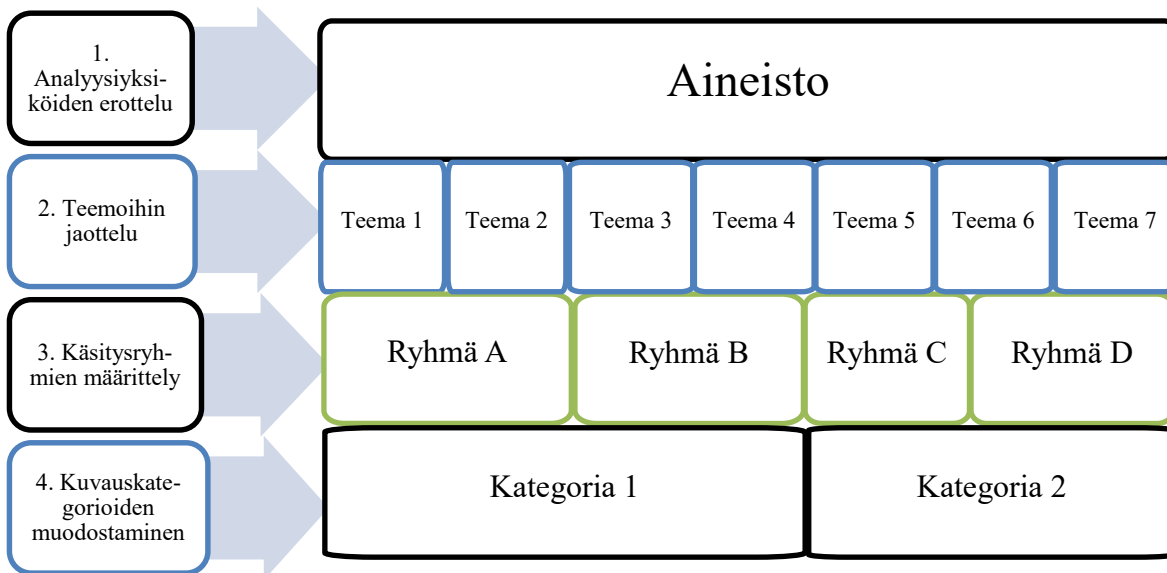 1.
Analyysiyksi-
köiden erottelu
Aineisto
2. Teemoihin
jaottelu
Teema 1
Teema 2
Teema 3
Teema 4
Teema 5
Teema 6
Teema 7
3. Käsitysryh-
mien määrittely
Ryhmä A
Ryhmä B
Ryhmä C
Ryhmä D
4. Kuvauskate-
gorioiden
muodostaminen
Kategoria 1
Kategoria 2